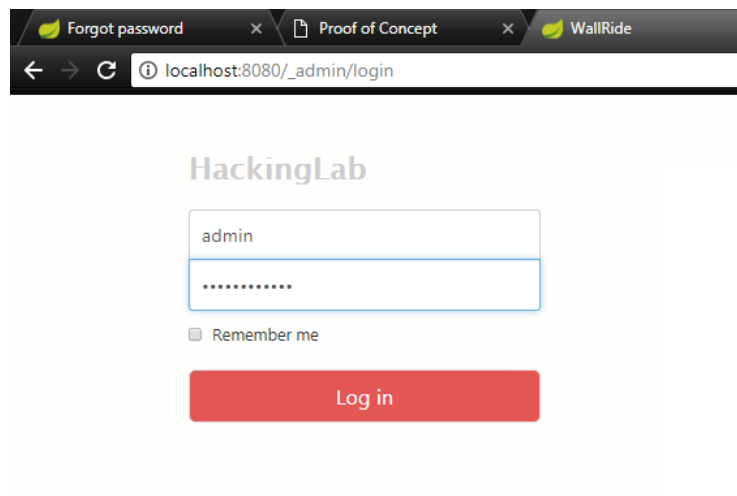 Forgot password
Proof of Concept
WallRide
localhost:8080/_admin/login
HackingLab
admin
••••••••••••
Remember me
Log in